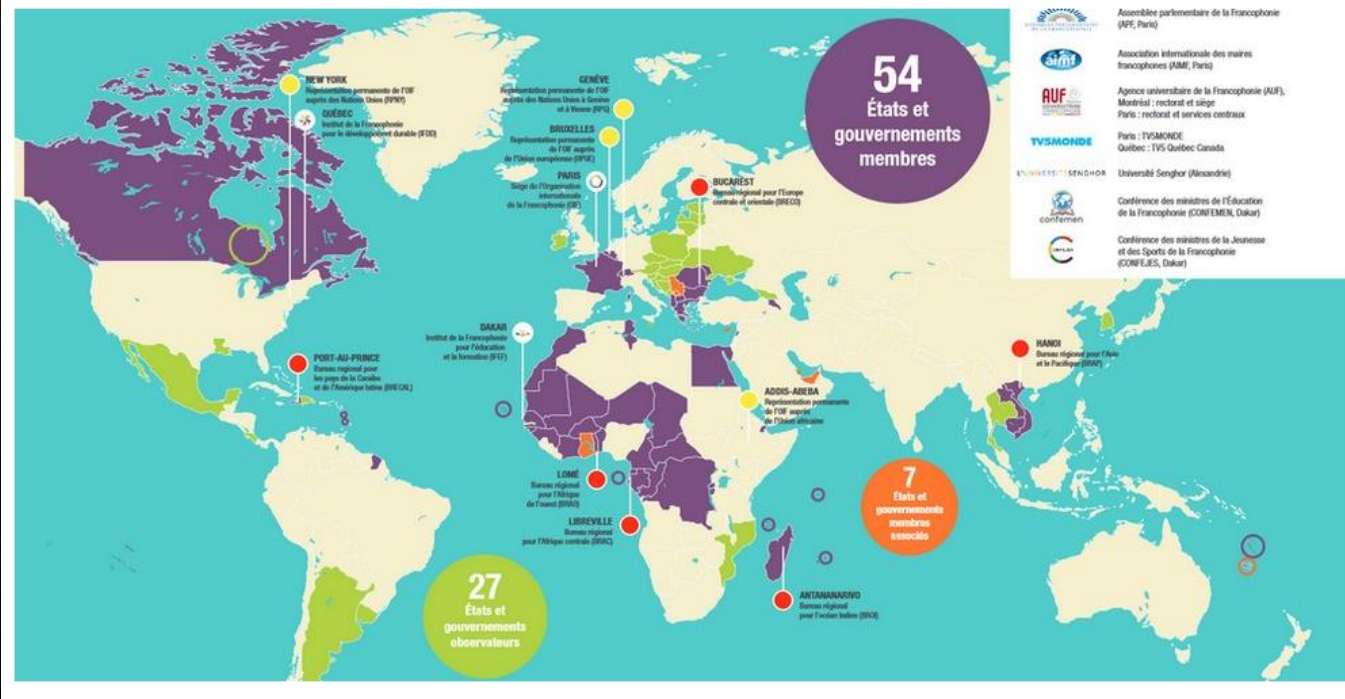 NEW YORK
Représentation permanente de l'OIF
auprès des Nations Unies (RPNY)
QUÉBEC
Institut de la Francophonie
pour le développement durable (IFDD)
GENÈVE
Représentation permanente de l'OIF
auprès des Nations Unies à Genève
et à Vienne (RPG)
BRUXELLES
Représentation permanente
de l'OIF auprès
de l'Union européenne (RPUE)
PARIS
Siège de l'Organisation
internationale
de la Francophonie (OIF)
BUCAREST
Bureau régional pour l'Europe
centrale et orientale (BRECO)
54
États et
gouvernements
membres
Assemblée parlementaire de la Francophonie
(APF, Paris)
aimf
Association internationale des maires
francophones (AIMF, Paris)
AUF
Agence universitaire de la Francophonie (AUF),
Montréal : rectorat et siège
Paris : rectorat et services centraux
TV5MONDE
Paris : TV5MONDE
Québec : TV5 Québec Canada
L'UNIVERSITÉSENGHOR
Université Senghor (Alexandrie)
confemen
Conférence des ministres de l'Éducation
de la Francophonie (CONFEMEN, Dakar)
Conférence des ministres de la Jeunesse
et des Sports de la Francophonie
(CONFEJES, Dakar)
DAKAR
Institut de la Francophonie
pour l'éducation
et la formation (IFEF)
PORT-AU-PRINCE
Bureau regional pour
les pays de la Caraïbe
et de l'Amérique latine (BRECAL)
ADDIS-ABEBA
Représentation permanente
de l'OIF auprès
de l'Union africaine
HANOI
Bureau régional pour l'Asie
et le Pacifique (BRAP)
LOMÉ
Bureau régional
pour l'Afrique
de l'ouest (BRAO)
LIBREVILLE
Bureau régional
pour l'Afrique centrale (BRAC)
7
États et
gouvernements
membres
associés
27
États et
gouvernements
observateurs
ANTANANARIVO
Bureau régional
pour l'océan Indien (BROI)